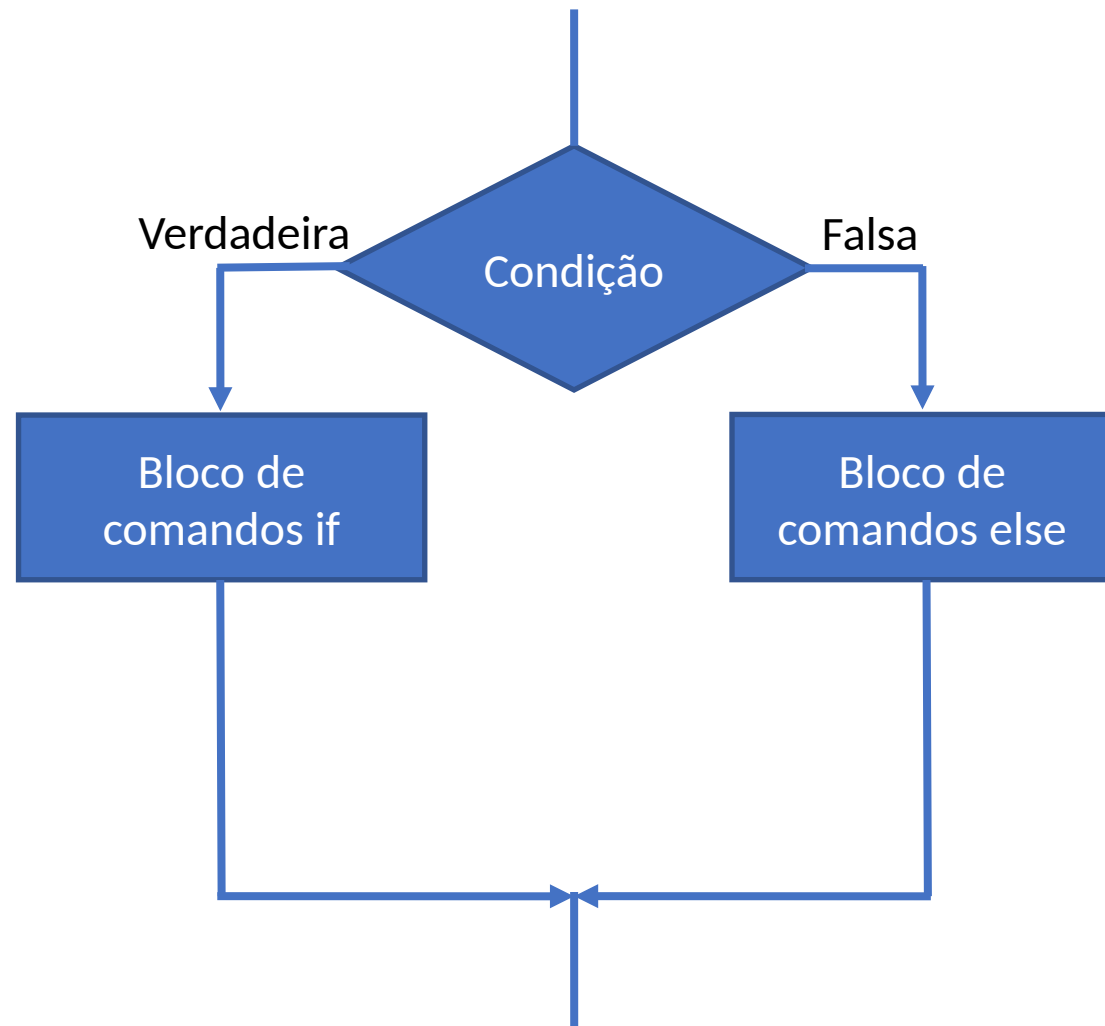 Verdadeira
Falsa
Condição
Bloco de
comandos if
Bloco de
comandos else